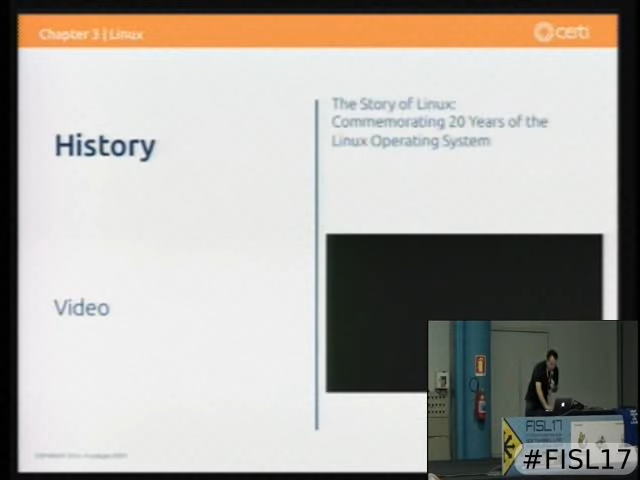 Chapter 3 | Linux
certi
History
The Story of Linux:
Commemorating 20 Years of the
Linux Operating System
Video
FISL17
#FISL17